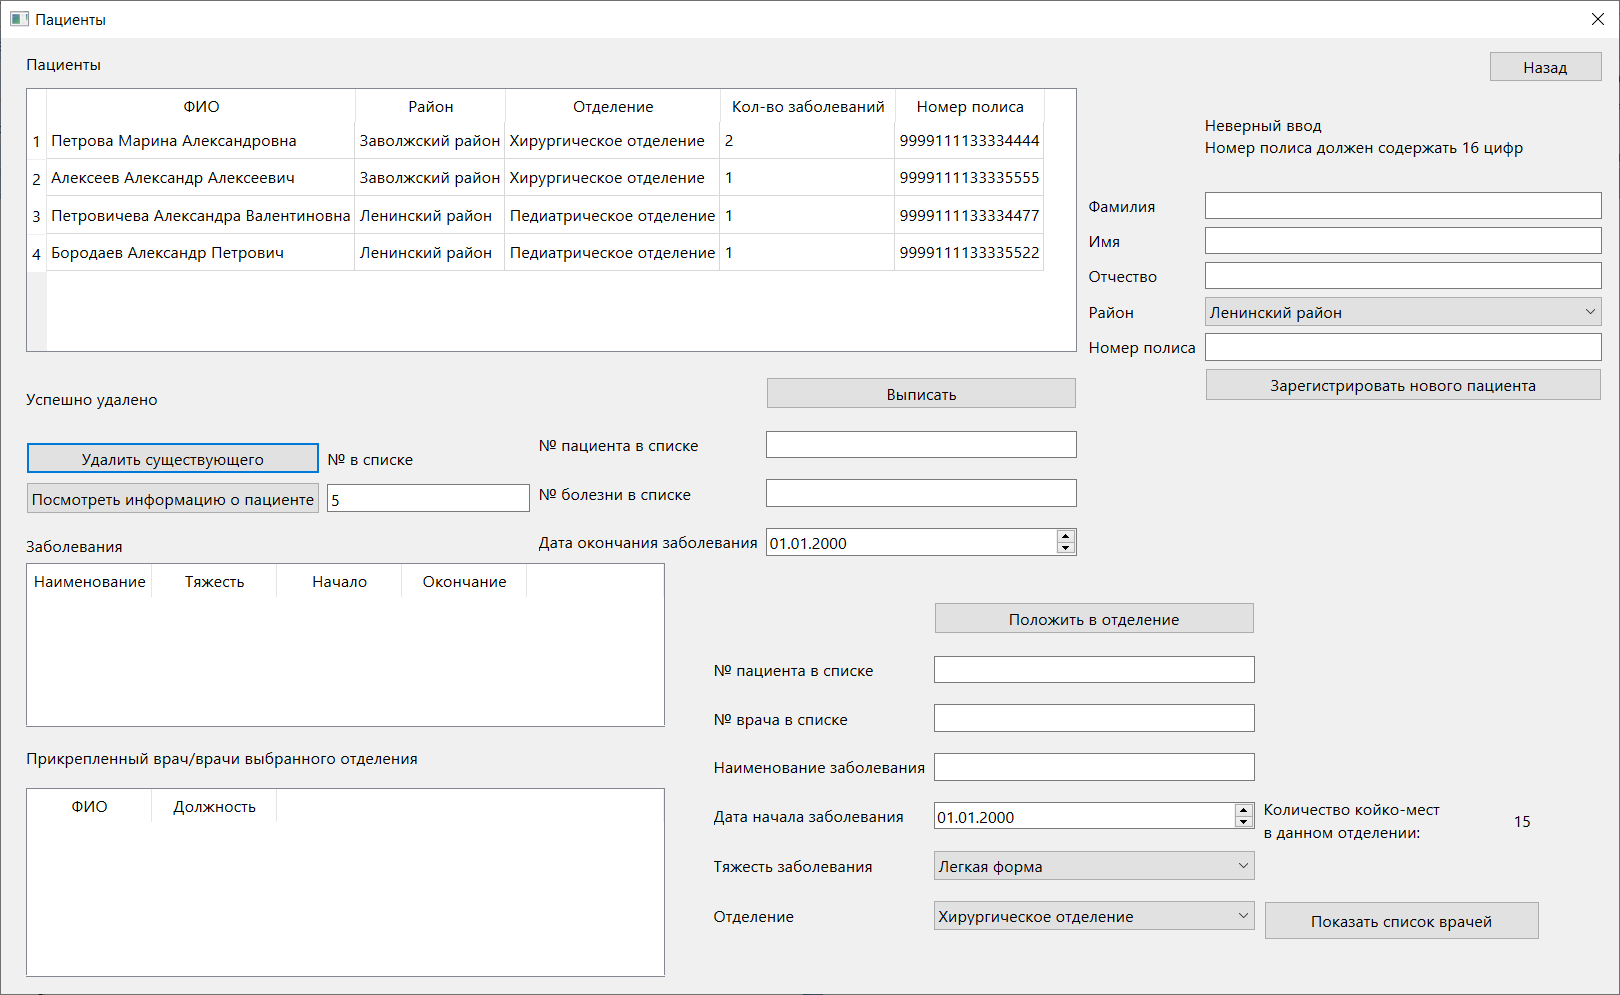 Пациенты
Пациенты
Назад
ФИО Район Отделение Кол-во заболеваний Номер полиса
1 Петрова Марина Александровна Заволжский район Хирургическое отделение 2 9999111133334444
2 Алексеев Александр Алексеевич Заволжский район Хирургическое отделение 1 9999111133335555
3 Петровичева Александра Валентиновна Ленинский район Педиатрическое отделение 1 9999111133334477
4 Бородаев Александр Петрович Ленинский район Педиатрическое отделение 1 9999111133335522
Неверный ввод
Номер полиса должен содержать 16 цифр
Фамилия
Имя
Отчество
Район Ленинский район
Номер полиса
Зарегистрировать нового пациента
Успешно удалено
Выписать
Удалить существующего № в списке
Посмотреть информацию о пациенте 5
№ пациента в списке
№ болезни в списке
Дата окончания заболевания 01.01.2000
Заболевания
Наименование Тяжесть Начало Окончание
Положить в отделение
№ пациента в списке
№ врача в списке
Наименование заболевания
Дата начала заболевания 01.01.2000
Количество койко-мест
в данном отделении: 15
Тяжесть заболевания Легкая форма
Отделение Хирургическое отделение
Показать список врачей
Прикрепленный врач/врачи выбранного отделения
ФИО Должность